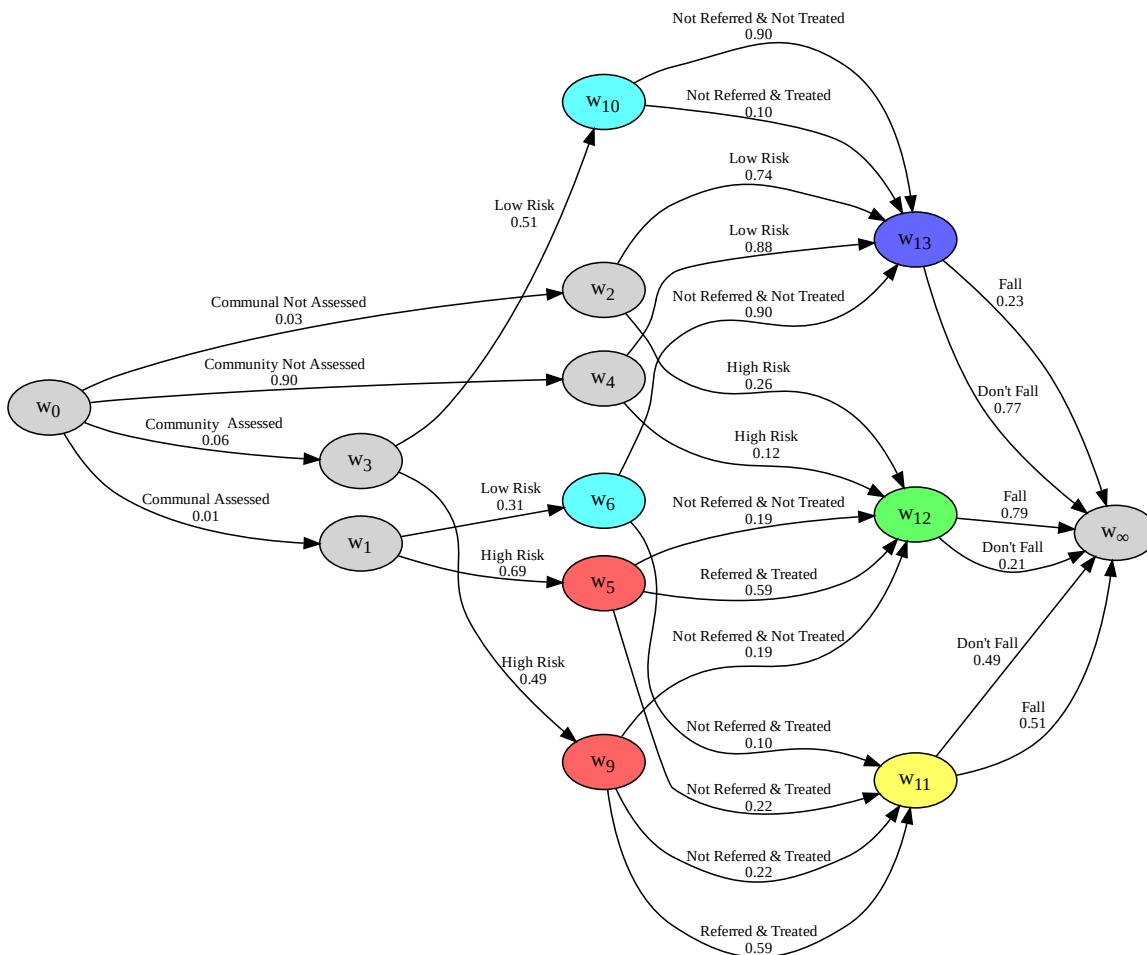 Not Referred & Not Treated
0.90
w10
Not Referred & Treated
0.10
Low Risk
0.74
Low Risk
0.51
Low Risk
0.88
w13
Fall
0.23
w2
Communal Not Assessed
0.03
Not Referred & Not Treated
0.90
Community Not Assessed
0.90
w4
High Risk
0.26
Don't Fall
0.77
w0
Community  Assessed
0.06
w3
High Risk
0.12
Communal Assessed
0.01
Low Risk
0.31
w6
Not Referred & Not Treated
0.19
w12
Fall
0.79
w∞
w1
High Risk
0.69
w5
Don't Fall
0.21
Referred & Treated
0.59
High Risk
0.49
Not Referred & Not Treated
0.19
Don't Fall
0.49
w9
Not Referred & Treated
0.10
Fall
0.51
w11
Not Referred & Treated
0.22
Not Referred & Treated
0.22
Referred & Treated
0.59